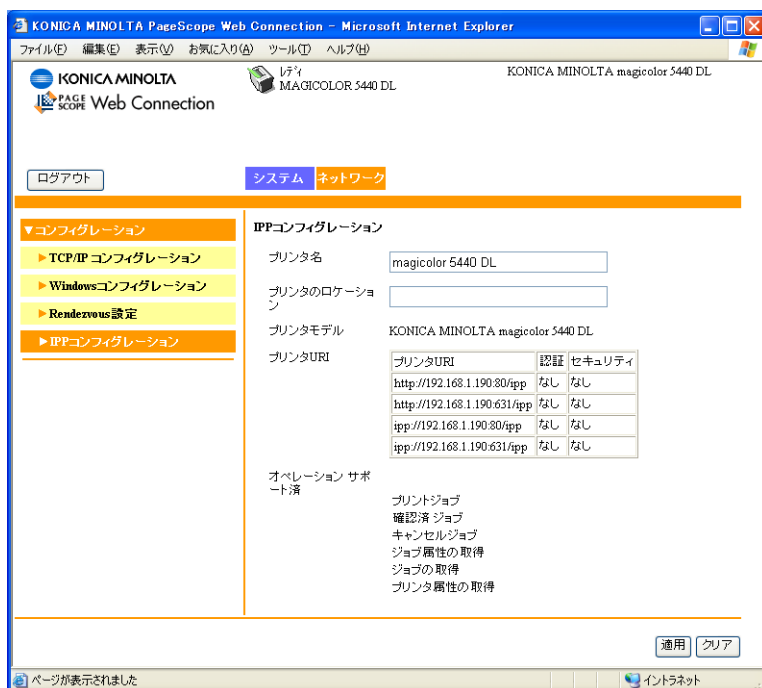 KONICA MINOLTA PageScope Web Connection - Microsoft Internet Explorer
ファイル(F) 編集(E) 表示(V) お気に入り(A) ツール(T) ヘルプ(H)
KONICA MINOLTA
PAGE SCOPE Web Connection
レディ
MAGICOLOR 5440 DL
KONICA MINOLTA magicolor 5440 DL
ログアウト
システム ネットワーク
▼コンフィグレーション
▶TCP/IP コンフィグレーション
▶Windowsコンフィグレーション
▶Rendezvous設定
▶IPPコンフィグレーション
IPPコンフィグレーション
プリンタ名 magicolor 5440 DL
プリンタのロケーショ
ン
プリンタモデル KONICA MINOLTA magicolor 5440 DL
プリンタURI
プリンタURI 認証 セキュリティ
http://192.168.1.190:80/ipp なし なし
http://192.168.1.190:631/ipp なし なし
ipp://192.168.1.190:80/ipp なし なし
ipp://192.168.1.190:631/ipp なし なし
オペレーション サポ
ート済
プリントジョブ
確認済 ジョブ
キャンセルジョブ
ジョブ属性の取得
ジョブの取得
プリンタ属性の取得
適用 クリア
ページが表示されました イントラネット